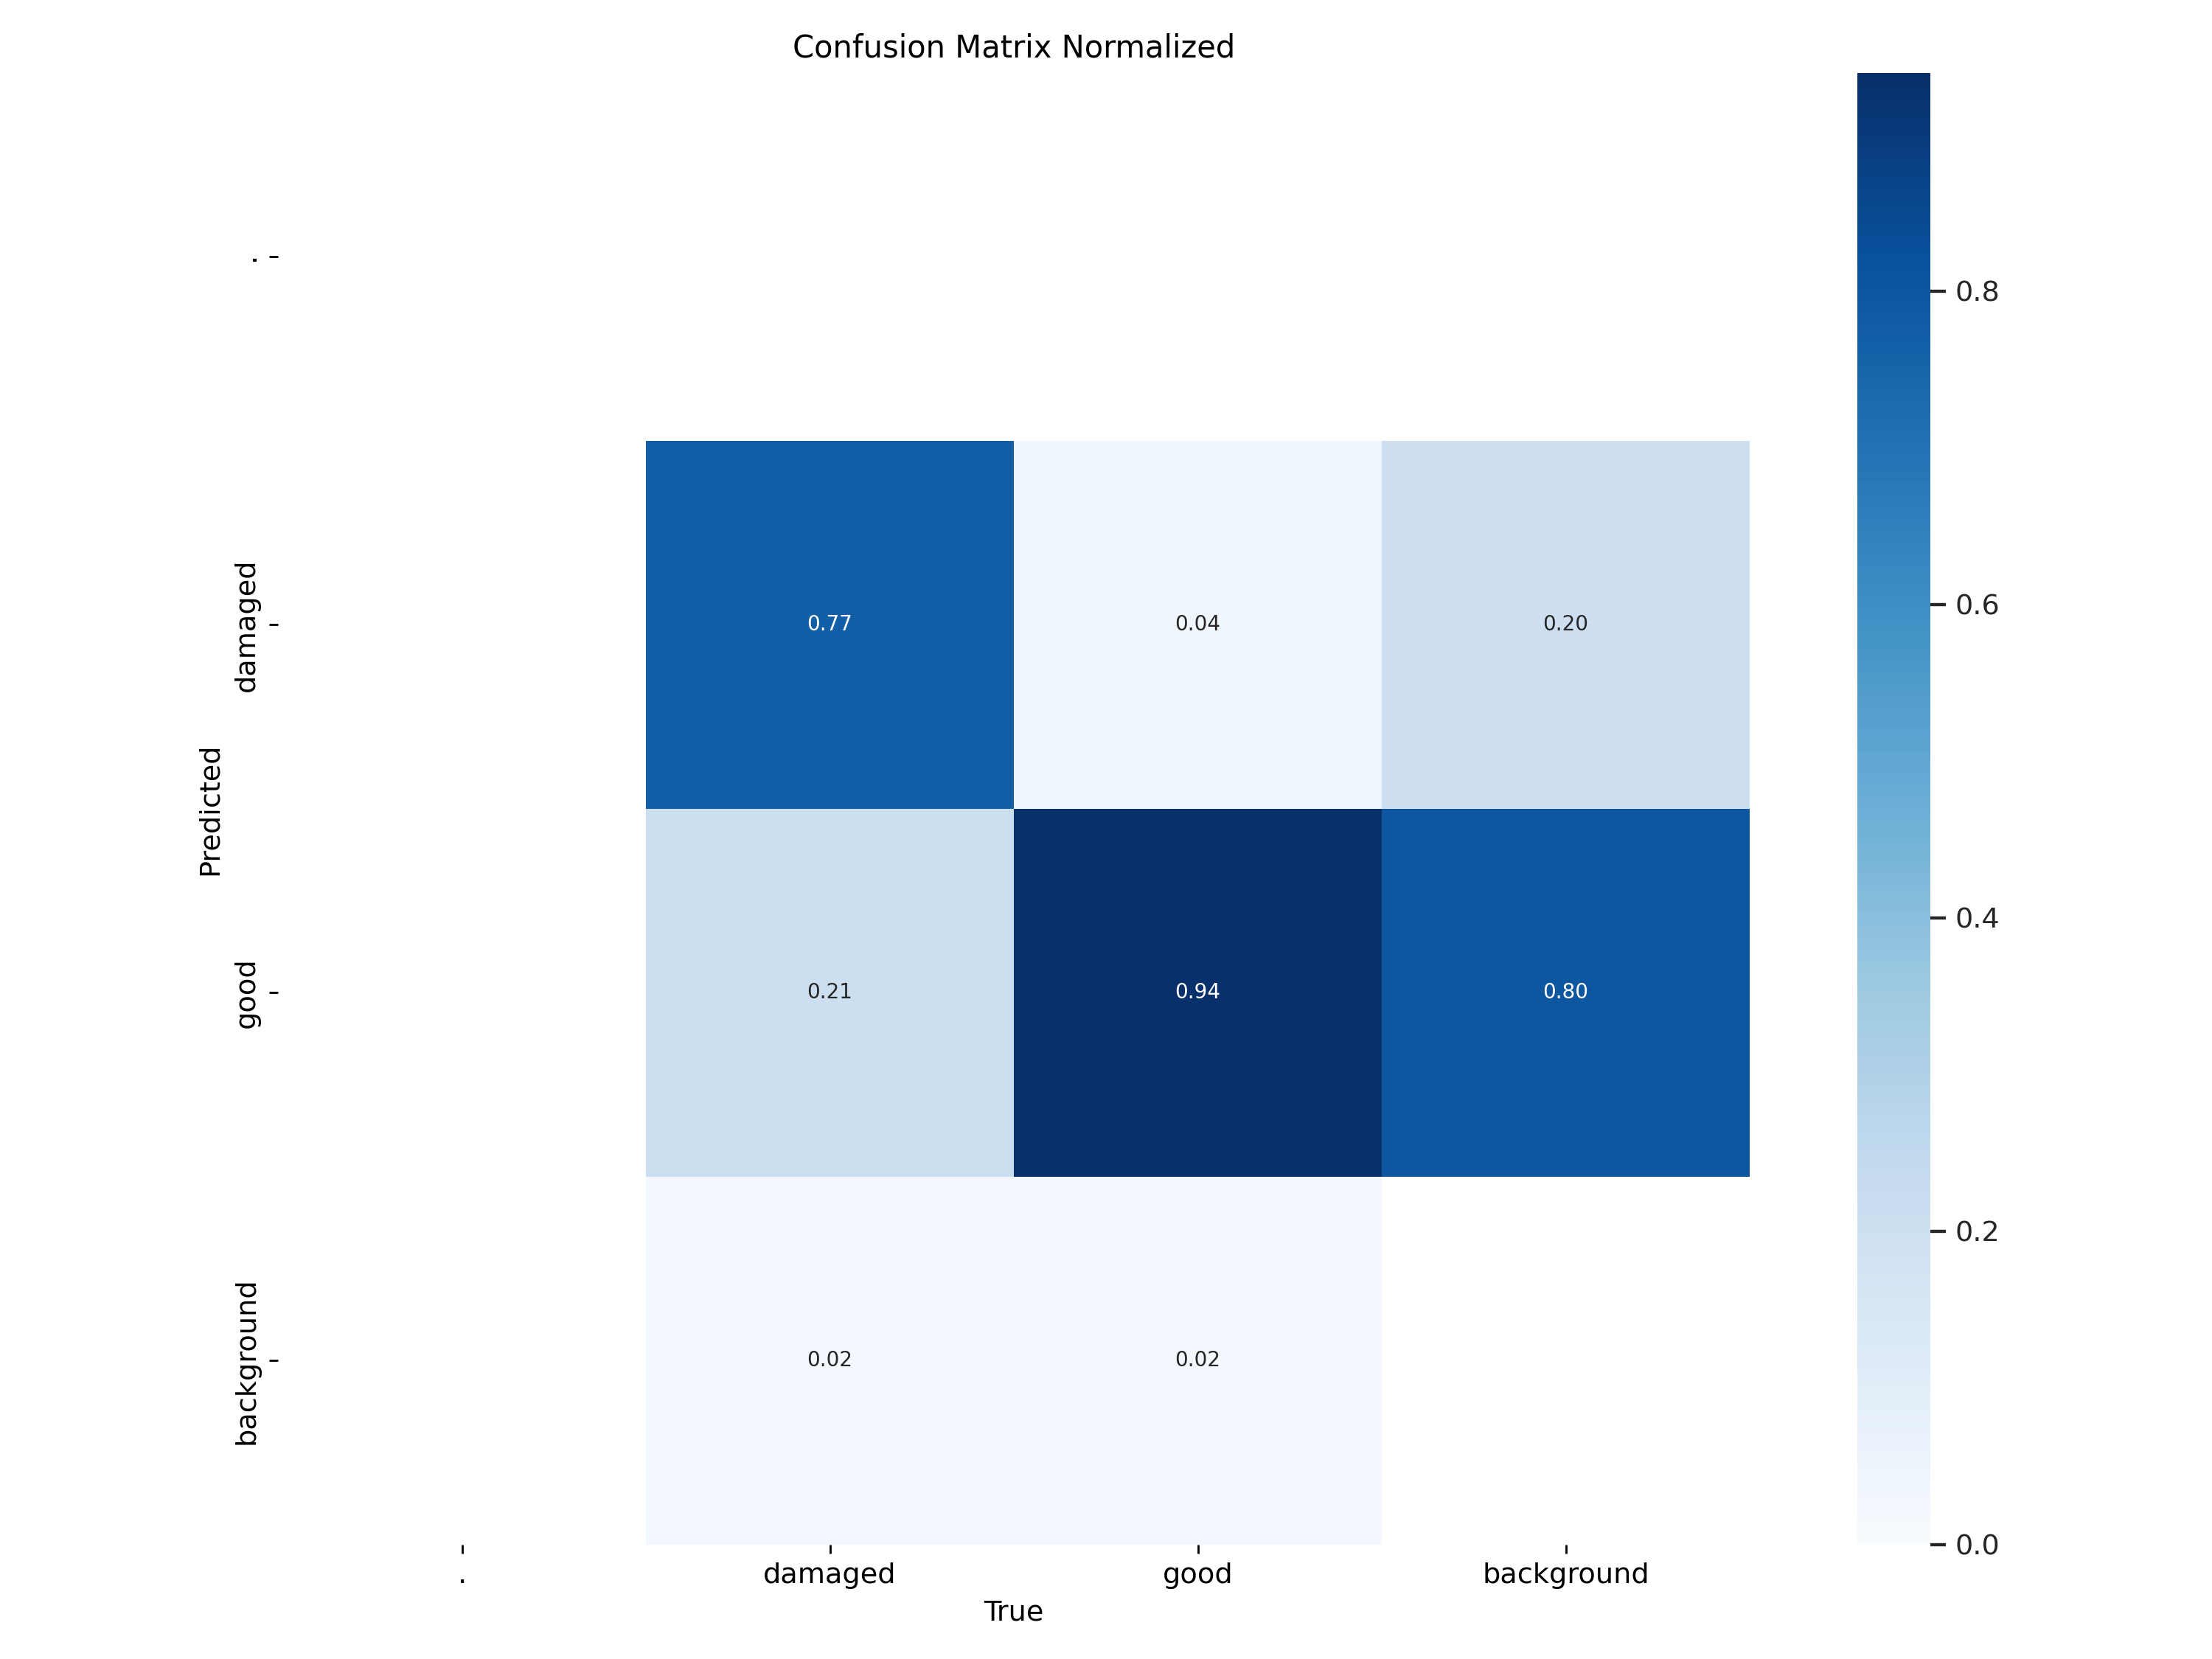 Confusion Matrix Normalized
.
damaged
good
background
Predicted
0.77 0.04 0.20
0.21 0.94 0.80
0.02 0.02
. damaged good background
True
0.8
0.6
0.4
0.2
0.0